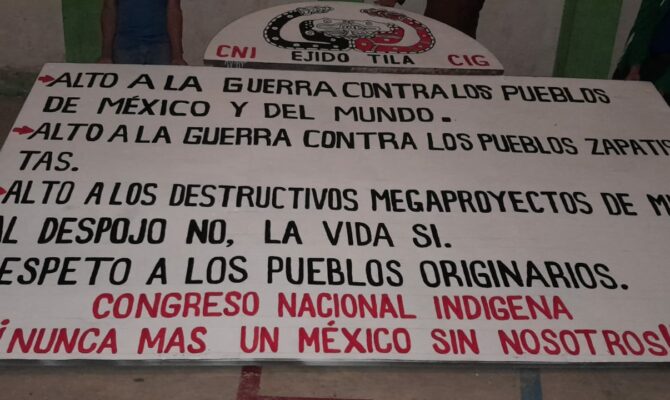 CNI EJIDO TILA CIG
ALTO A LA GUERRA CONTRA LOS PUEBLOS
DE MÉXICO Y DEL MUNDO.
ALTO A LA GUERRA CONTRA LOS PUEBLOS ZAPATIS
TAS.
ALTO A LOS DESTRUCTIVOS MEGAPROYECTOS DE
AL DESPOJO NO, LA VIDA SI.
ESPETO A LOS PUEBLOS ORIGINARIOS.
CONGRESO NACIONAL INDIGENA
¡NUNCA MAS UN MÉXICO SIN NOSOTROS!